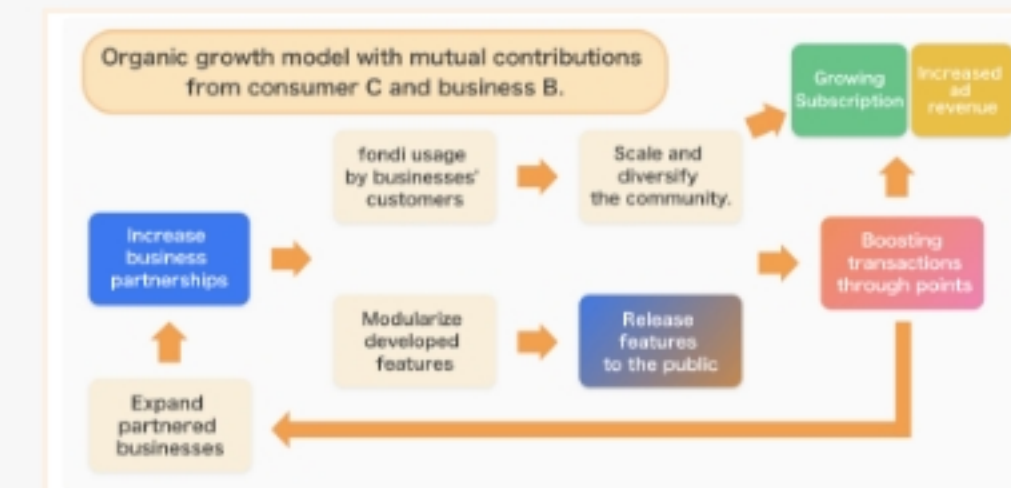 Organic growth model with mutual contributions
from consumer C and business B.
Growing
Subscription
Increased
ad
revenue
fondi usage
by businesses'
customers
Scale and
diversify
the community.
Increase
business
partnerships
Boosting
transactions
through points
Modularize
developed
features
Release
features
to the public
Expand
partnered
businesses